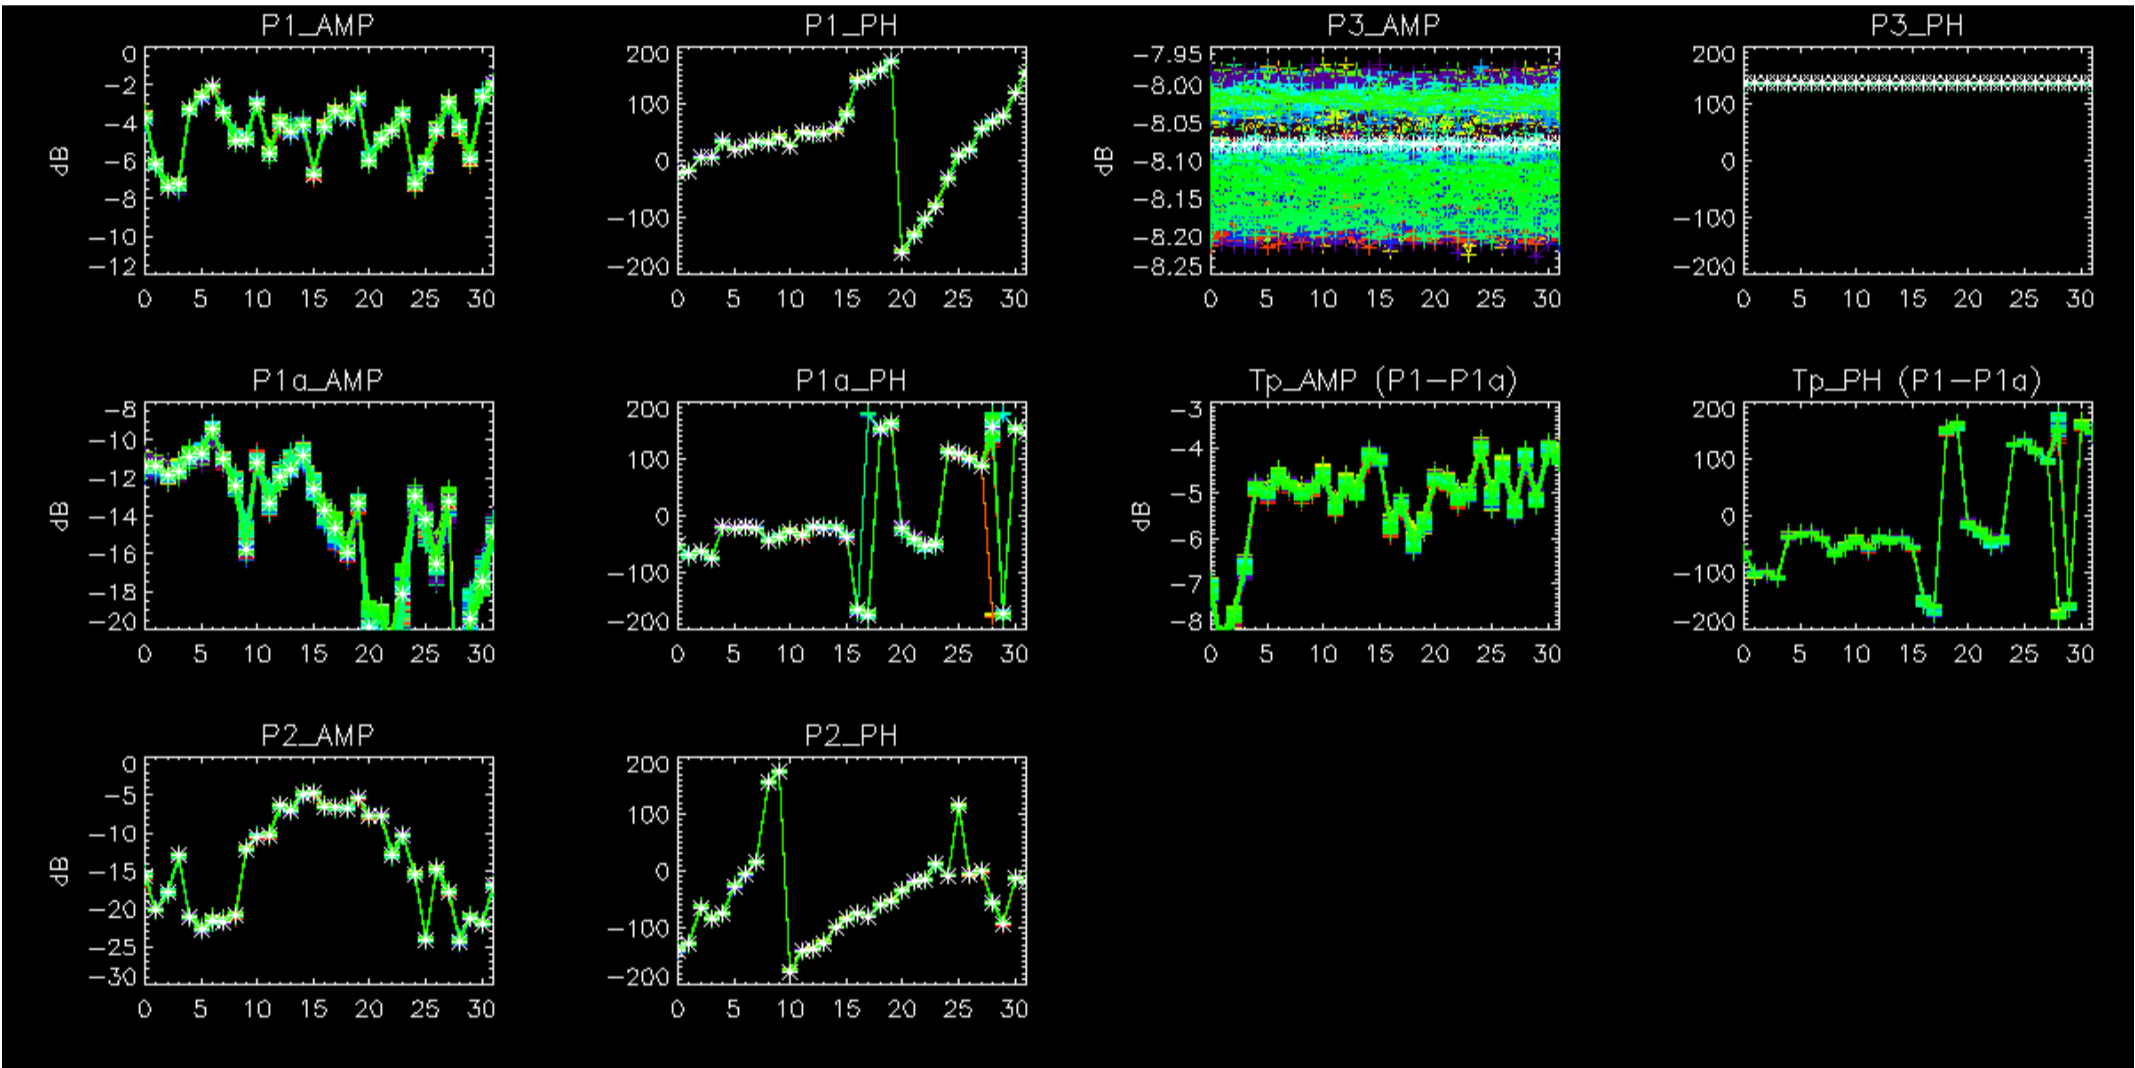 P1_AMP
P1_PH
P3_AMP
P3_PH
0
−2
−4
−6
−8
−10
−12
dB
0 5 10 15 20 25 30
200
100
0
−100
−200
0 5 10 15 20 25 30
−7.95
−8.00
−8.05
−8.10
−8.15
−8.20
−8.25
dB
0 5 10 15 20 25 30
200
100
0
−100
−200
0 5 10 15 20 25 30
P1a_AMP
P1a_PH
Tp_AMP (P1−P1a)
Tp_PH (P1−P1a)
−8
−10
−12
−14
−16
−18
−20
dB
0 5 10 15 20 25 30
200
100
0
−100
−200
0 5 10 15 20 25 30
−3
−4
−5
−6
−7
−8
dB
0 5 10 15 20 25 30
200
100
0
−100
−200
0 5 10 15 20 25 30
P2_AMP
P2_PH
0
−5
−10
−15
−20
−25
−30
dB
0 5 10 15 20 25 30
200
100
0
−100
−200
0 5 10 15 20 25 30